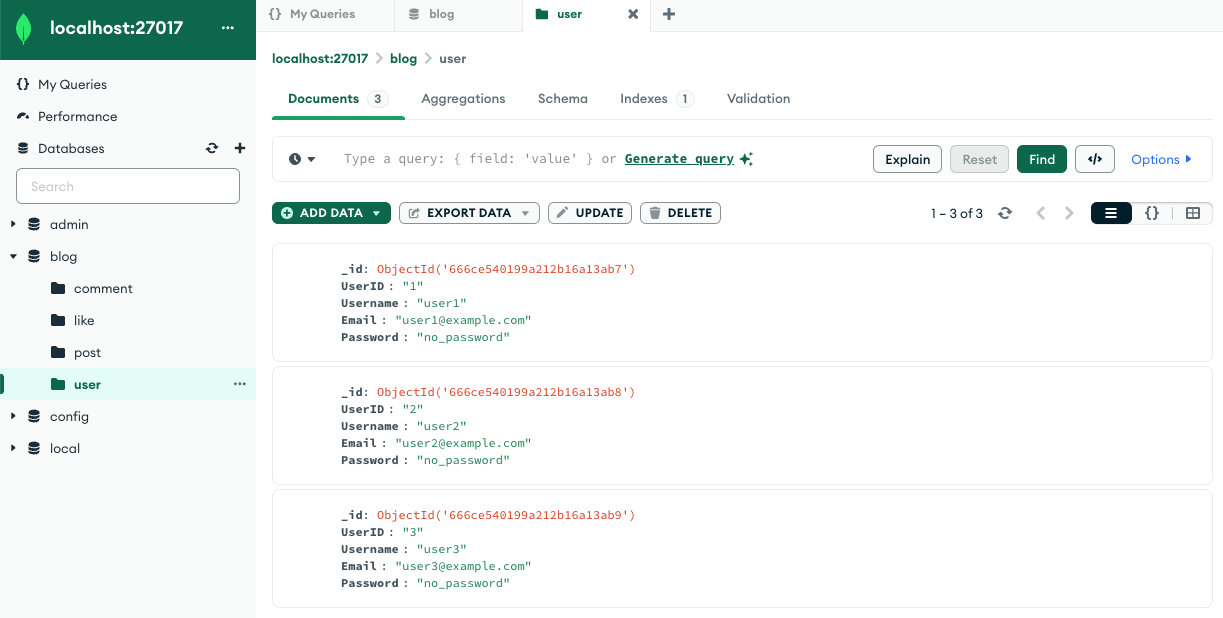 localhost:27017 ...
{} My Queries
Performance
Databases
Search
admin
blog
comment
like
post
user ...
config
local
{} My Queries blog user
localhost:27017 > blog > user
Documents 3 Aggregations Schema Indexes 1 Validation
Type a query: { field: 'value' } or Generate query Explain Reset Find </> Options
ADD DATA EXPORT DATA UPDATE DELETE 1 – 3 of 3 {}
_id: ObjectId('666ce540199a212b16a13ab7')
UserID : "1"
Username : "user1"
Email : "user1@example.com"
Password : "no_password"
_id: ObjectId('666ce540199a212b16a13ab8')
UserID : "2"
Username : "user2"
Email : "user2@example.com"
Password : "no_password"
_id: ObjectId('666ce540199a212b16a13ab9')
UserID : "3"
Username : "user3"
Email : "user3@example.com"
Password : "no_password"